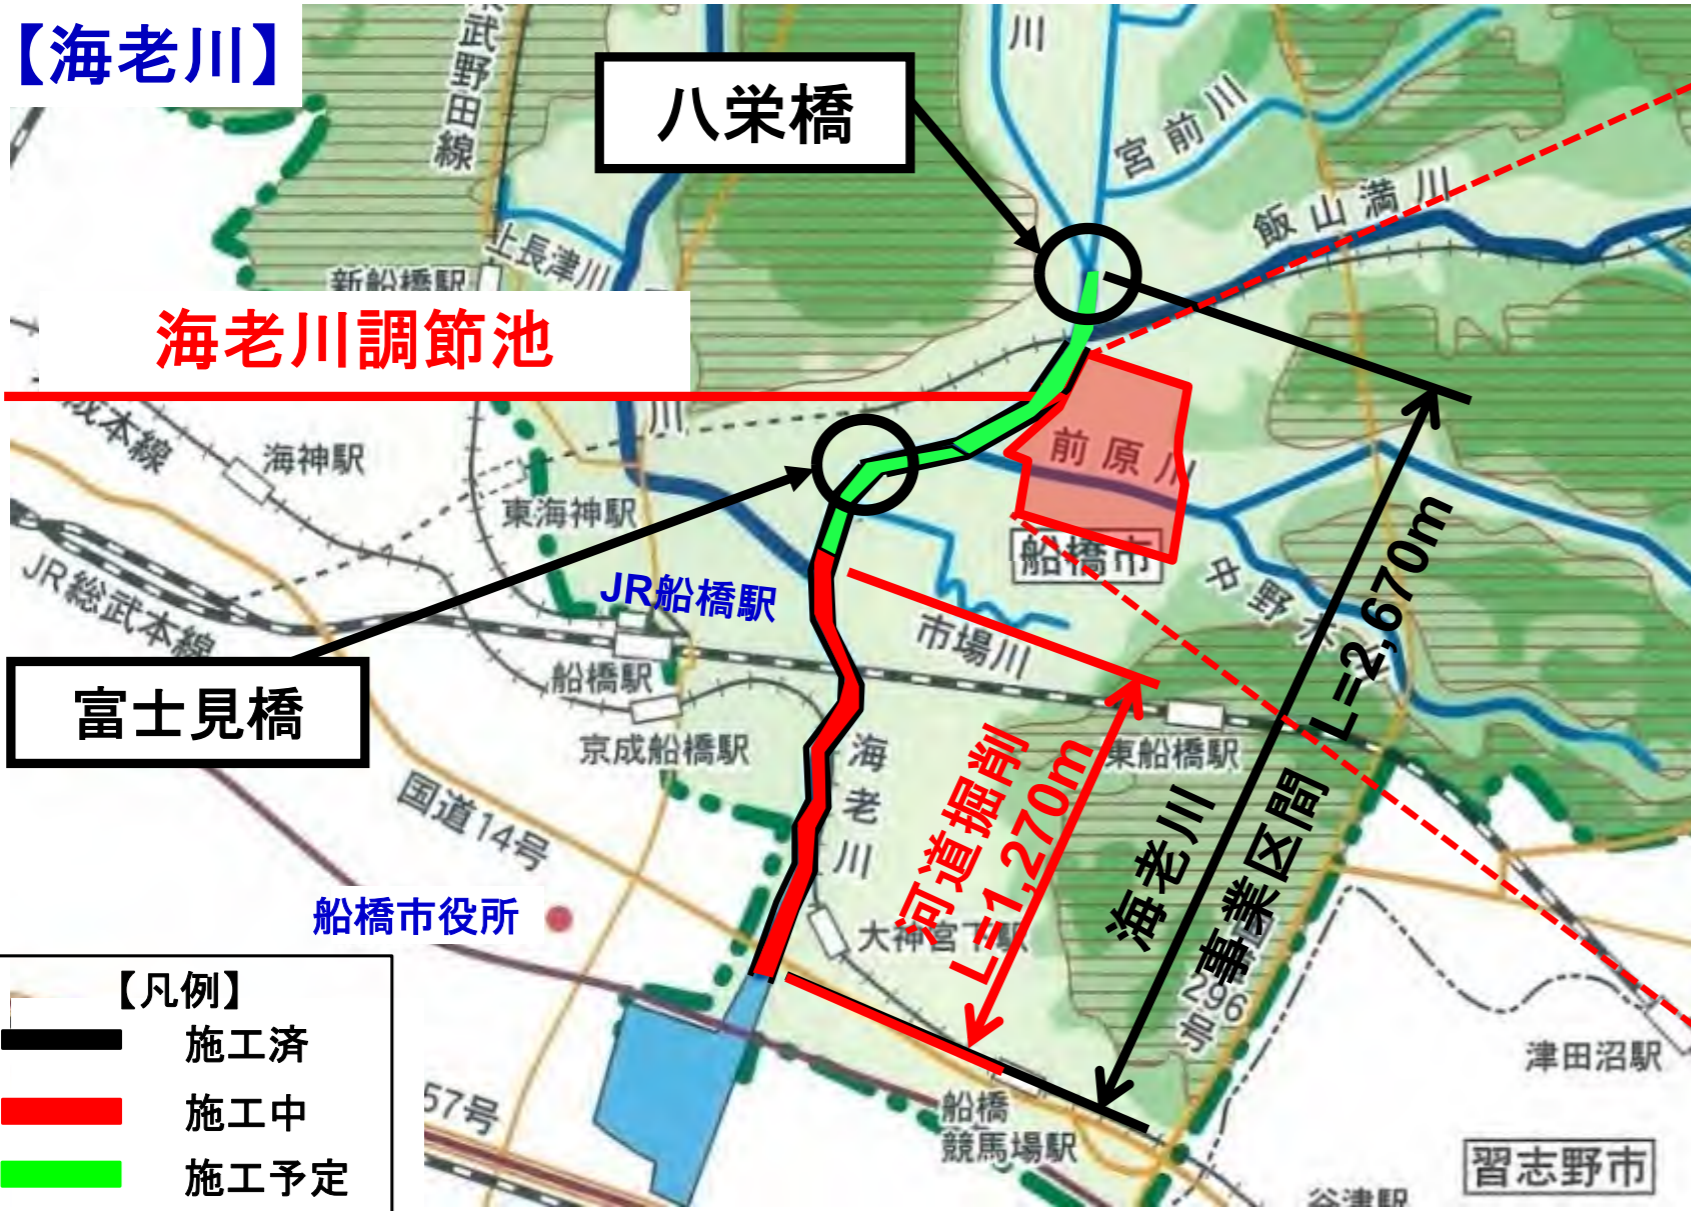 【海老川】
武野田線
川
八栄橋
宮前川
飯山満川
上長津川
新船橋駅
海老川調節池
川
成本線
海神駅
前原川
東海神駅
船橋市
JR船橋駅
JR総武本線
中野木
市場川
船橋駅
富士見橋
京成船橋駅
東船橋駅
海老川
国道14号
河道掘削
L=1,270m
海老川
事業区間 L=2,670m
船橋市役所
大神宮下駅
296号
【凡例】
施工済
施工中
施工予定
57号
船橋
競馬場駅
津田沼駅
習志野市
谷津駅